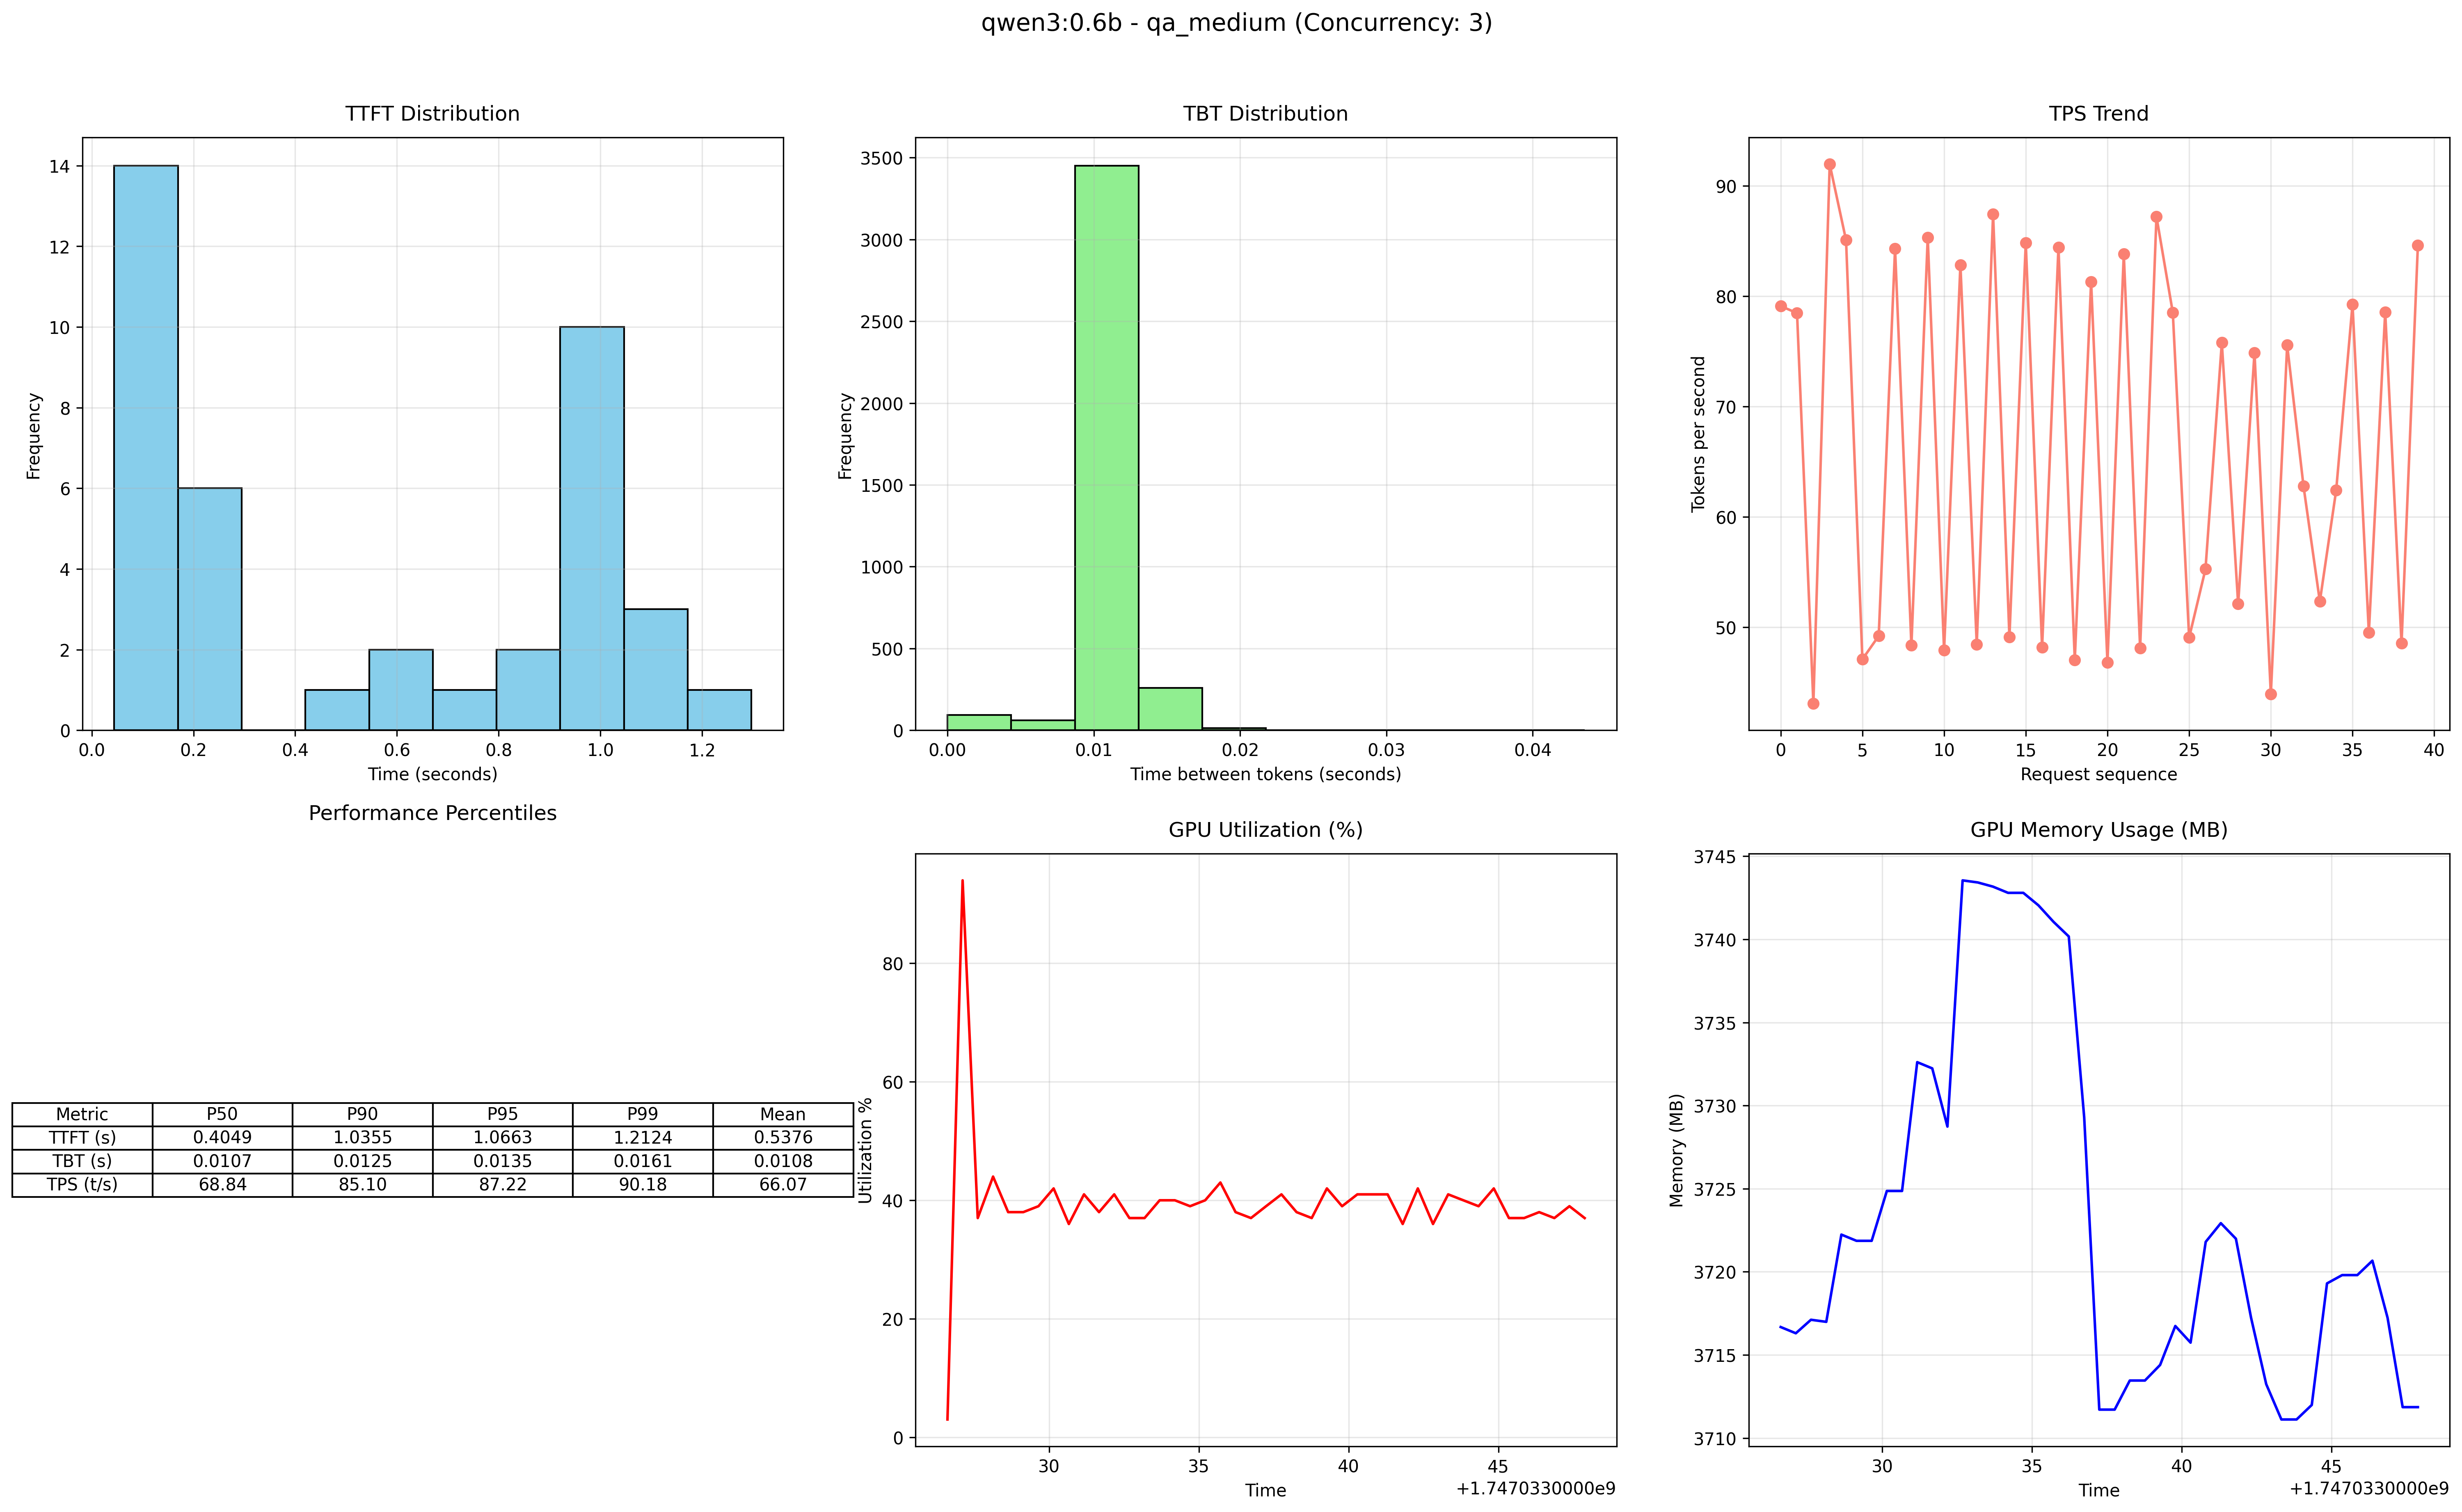 qwen3:0.6b - qa_medium (Concurrency: 3)
TTFT Distribution
Frequency
14
12
10
8
6
4
2
0
0.0 0.2 0.4 0.6 0.8 1.0 1.2
Time (seconds)
TBT Distribution
Frequency
3500
3000
2500
2000
1500
1000
500
0
0.00 0.01 0.02 0.03 0.04
Time between tokens (seconds)
TPS Trend
Tokens per second
90
80
70
60
50
0 5 10 15 20 25 30 35 40
Request sequence
Performance Percentiles
Metric P50 P90 P95 P99 Mean
TTFT (s) 0.4049 1.0355 1.0663 1.2124 0.5376
TBT (s) 0.0107 0.0125 0.0135 0.0161 0.0108
TPS (t/s) 68.84 85.10 87.22 90.18 66.07
GPU Utilization (%)
Utilization %
80
60
40
20
0
30 35 40 45
Time
+1.7470330000e9
GPU Memory Usage (MB)
Memory (MB)
3745
3740
3735
3730
3725
3720
3715
3710
30 35 40 45
Time
+1.7470330000e9